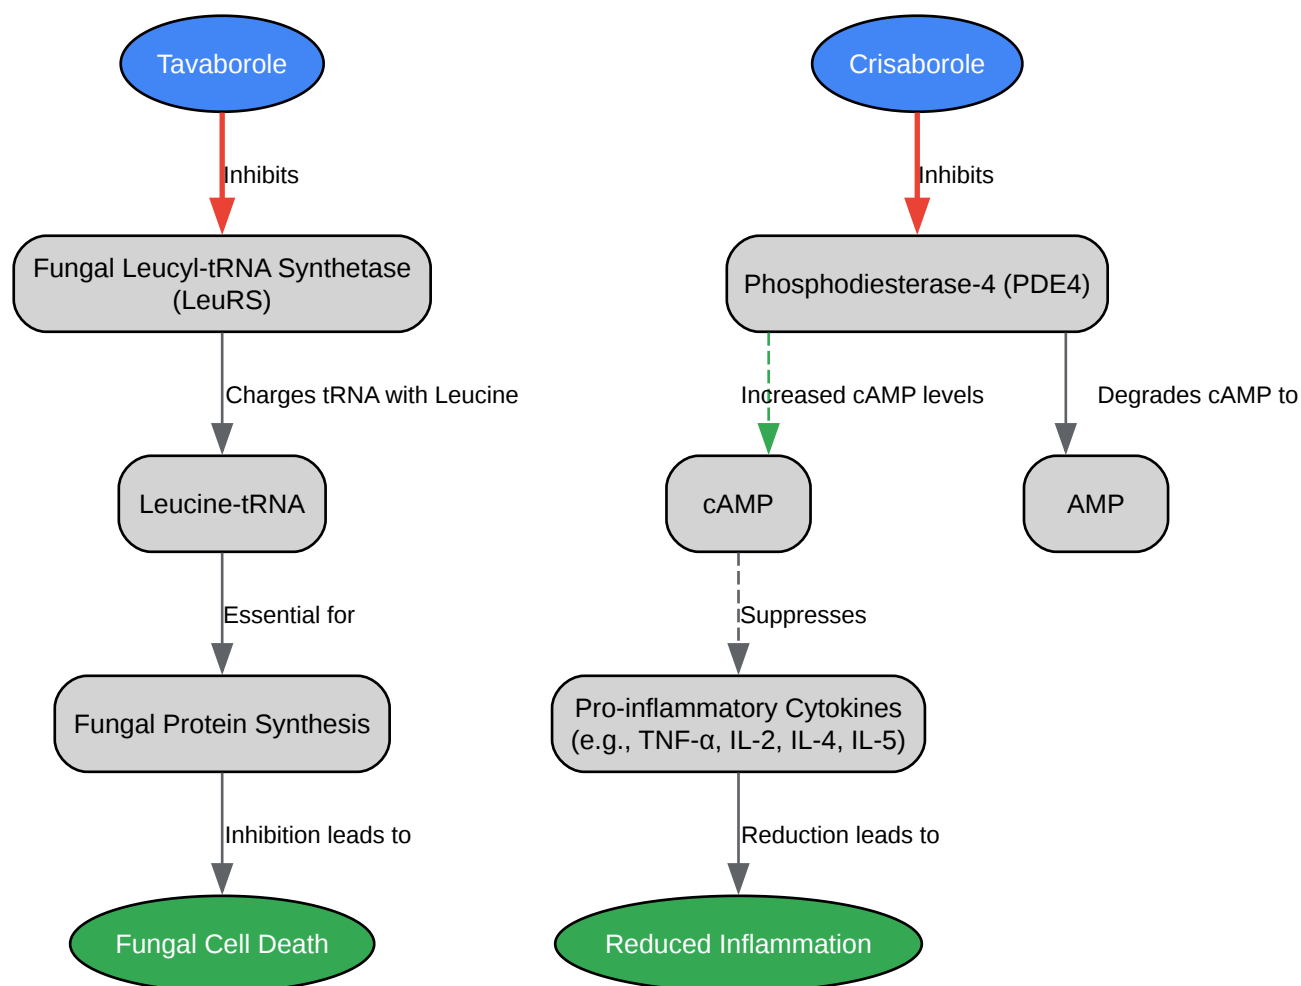 Tavaborole
Crisaborole
Inhibits
Inhibits
Fungal Leucyl-tRNA Synthetase
(LeuRS)
Phosphodiesterase-4 (PDE4)
Charges tRNA with Leucine
Increased cAMP levels
Degrades cAMP to
Leucine-tRNA
cAMP
AMP
Essential for
Suppresses
Fungal Protein Synthesis
Pro-inflammatory Cytokines
(e.g., TNF-α, IL-2, IL-4, IL-5)
Inhibition leads to
Reduction leads to
Fungal Cell Death
Reduced Inflammation